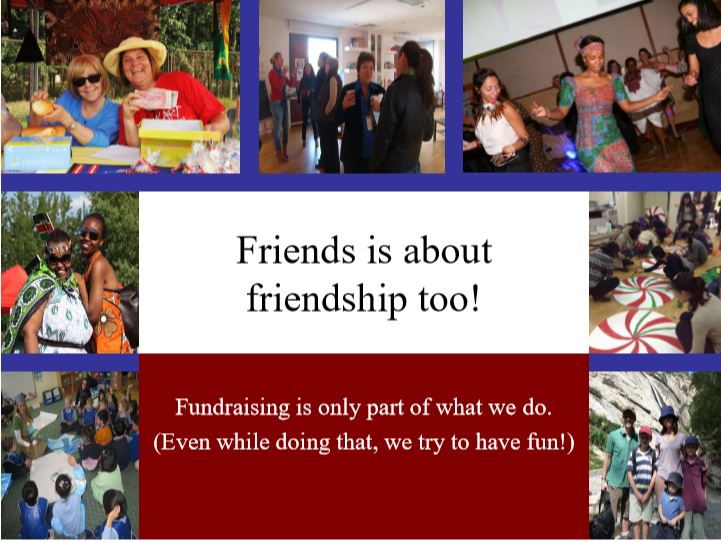 Friends is about
friendship too!
Fundraising is only part of what we do.
(Even while doing that, we try to have fun!)